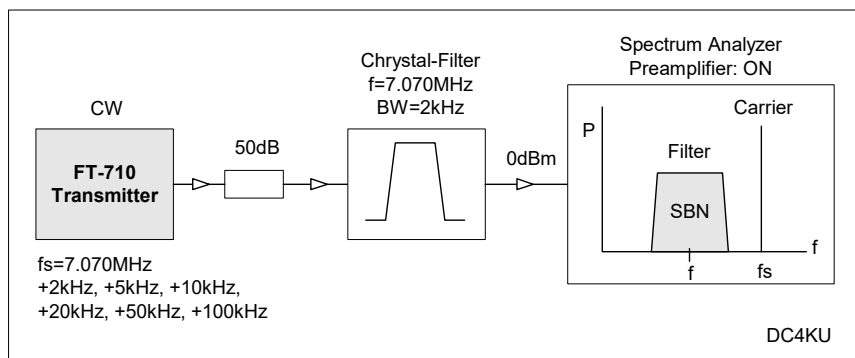 CW
FT-710
Transmitter
fs=7.070MHz
+2kHz, +5kHz, +10kHz,
+20kHz, +50kHz, +100kHz
50dB
Chrystal-Filter
f=7.070MHz
BW=2kHz
0dBm
Spectrum Analyzer
Preamplifier: ON
P
Carrier
Filter
SBN
f
f
fs
DC4KU